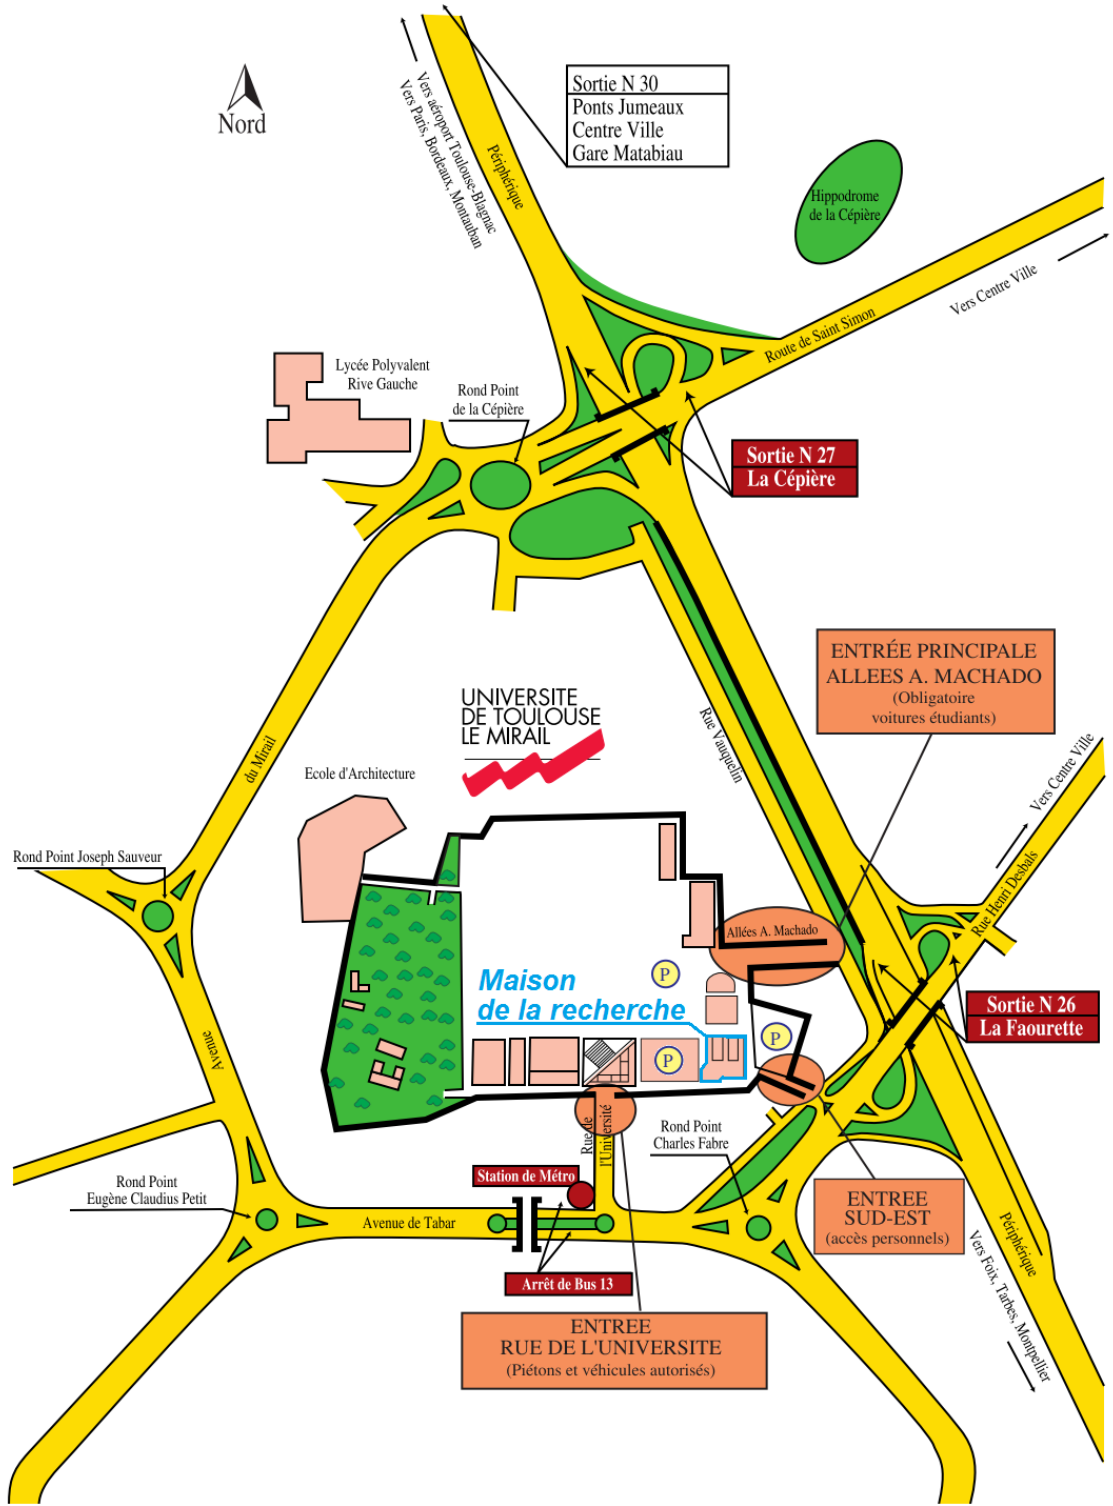 Nord
Sortie N 30
Ponts Jumeaux
Centre Ville
Gare Matabiau
Vers aéroport Toulouse-Blagnac
Vers Paris, Bordeaux, Montauban
Périphérique
Hippodrome
de la Cépière
Vers Centre Ville
Route de Saint Simon
Lycée Polyvalent
Rive Gauche
Rond Point
de la Cépière
Sortie N 27
La Cépière
ENTRÉE PRINCIPALE
ALLEES A. MACHADO
(Obligatoire
voitures étudiants)
UNIVERSITE
DE TOULOUSE
LE MIRAIL
Rue Vauquelin
du Mirail
Ecole d'Architecture
Vers Centre Ville
Rond Point Joseph Sauveur
Rue Henri Desbals
Allées A. Machado
P
Maison
de la recherche
Sortie N 26
La Faourette
P
P
Avenue
Rue de
l'Université
Rond Point
Charles Fabre
Station de Métro
Rond Point
Eugène Claudius Petit
ENTREE
SUD-EST
(accès personnels)
Avenue de Tabar
Périphérique
Vers Foix, Tarbes, Montpellier
Arrêt de Bus 13
ENTREE
RUE DE L'UNIVERSITE
(Piétons et véhicules autorisés)